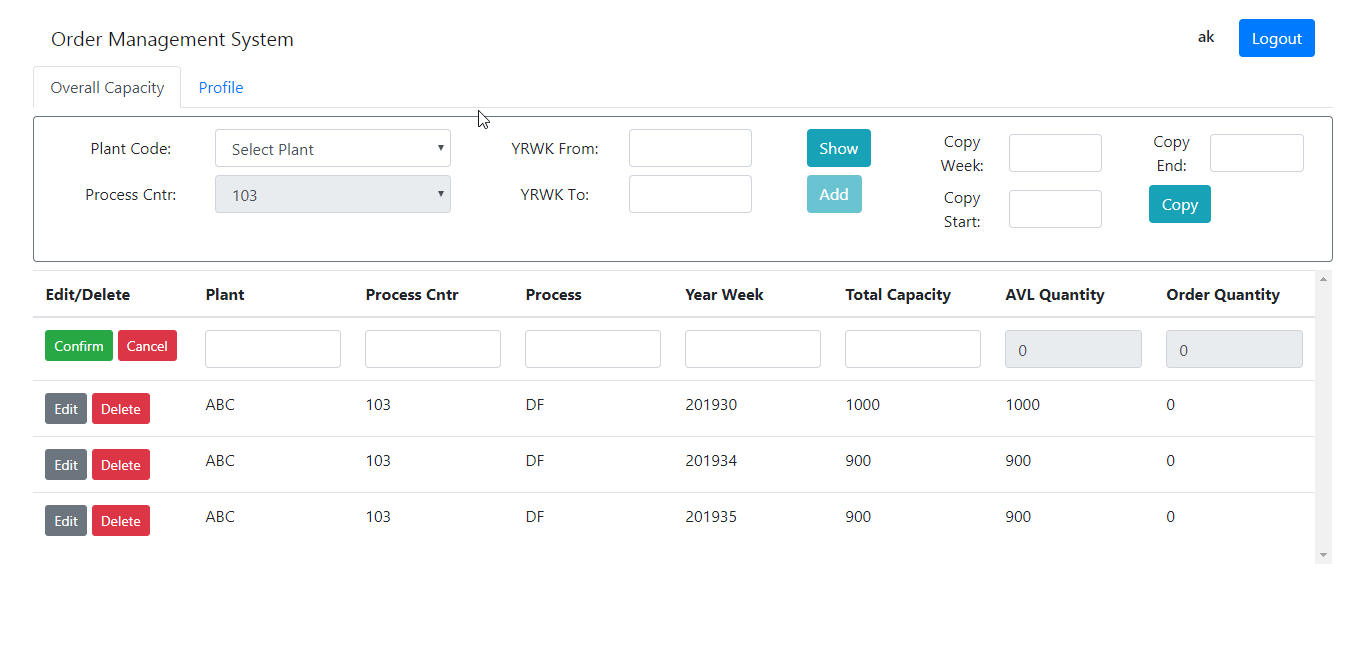 Order Management System
ak
Logout
Overall Capacity
Profile
Plant Code:
Select Plant
YRWK From:
Show
Copy
Week:
Copy
End:
Process Cntr:
103
YRWK To:
Add
Copy
Start:
Copy
Edit/Delete Plant Process Cntr Process Year Week Total Capacity AVL Quantity Order Quantity
Confirm Cancel 0 0
Edit Delete ABC 103 DF 201930 1000 1000 0
Edit Delete ABC 103 DF 201934 900 900 0
Edit Delete ABC 103 DF 201935 900 900 0